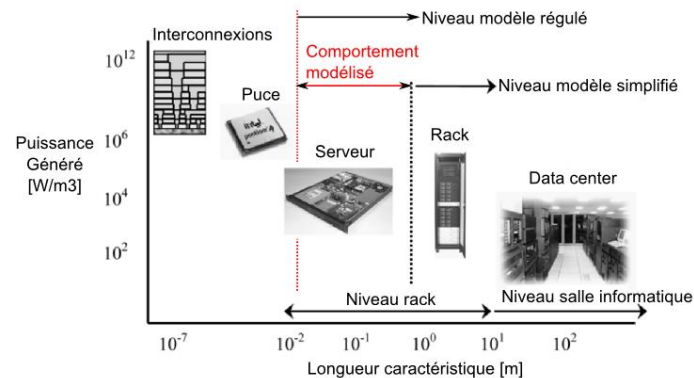 Niveau modèle régulé
Interconnexions
10^12
Comportement
modélisé
Niveau modèle simplifié
Puce
10^6
Rack
Puissance
Généré
[W/m3]
Serveur
Data center
10^4
10^2
Niveau rack
Niveau salle informatique
10^-7
10^-2
10^-1
10^0
10^1
10^2
Longueur caractéristique [m]